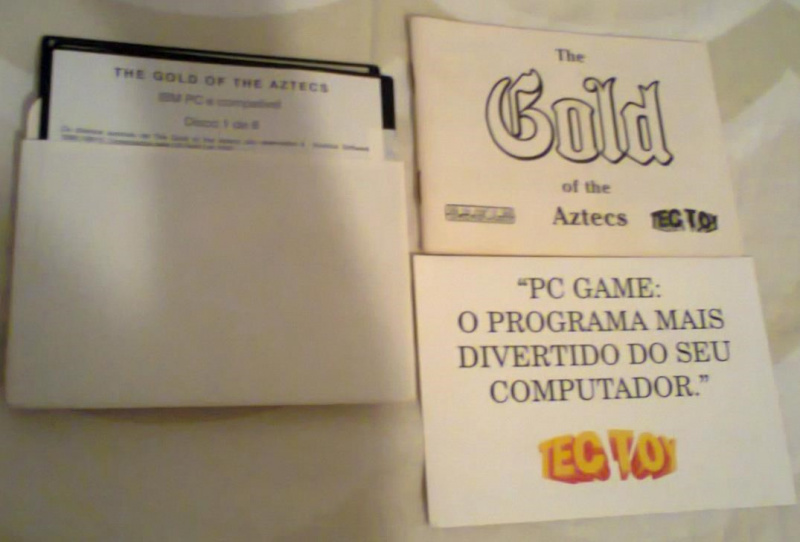 THE GOLD OF THE AZTECS
IBM PC e compatível
Disco 1 de 6
The
Gold
of the
Aztecs
TEC TOY
“PC GAME:
O PROGRAMA MAIS
DIVERTIDO DO SEU
COMPUTADOR.”
TEC TOY